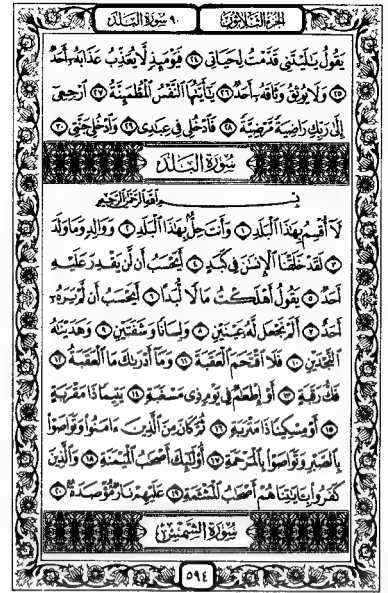 الجزء الثلاثون
٩٠ سورة البلد
يَقُولُ يَٰلَيْتَنِي قَدَّمْتُ لِحَيَاتِي ٢٤ فَيَوْمَئِذٍ لَّا يُعَذِّبُ عَذَابَهُۥٓ أَحَدٌ
٢٥ وَلَا يُوثِقُ وَثَاقَهُۥٓ أَحَدٌ ٢٦ يَٰٓأَيَّتُهَا ٱلنَّفْسُ ٱلْمُطْمَئِنَّةُ ٢٧ ٱرْجِعِيٓ
إِلَىٰ رَبِّكِ رَاضِيَةً مَّرْضِيَّةً ٢٨ فَٱدْخُلِي فِي عِبَٰدِي ٢٩ وَٱدْخُلِي جَنَّتِي ٣٠
سُورَةُ البَلَدِ
بِسْمِ ٱللَّهِ ٱلرَّحْمَٰنِ ٱلرَّحِيمِ
لَآ أُقْسِمُ بِهَٰذَا ٱلْبَلَدِ ١ وَأَنتَ حِلٌّۢ بِهَٰذَا ٱلْبَلَدِ ٢ وَوَالِدٍ وَمَا وَلَدَ
٣ لَقَدْ خَلَقْنَا ٱلْإِنسَٰنَ فِي كَبَدٍ ٤ أَيَحْسَبُ أَن لَّن يَقْدِرَ عَلَيْهِ
أَحَدٌ ٥ يَقُولُ أَهْلَكْتُ مَالًا لُّبَدًا ٦ أَيَحْسَبُ أَن لَّمْ يَرَهُۥٓ
أَحَدٌ ٧ أَلَمْ نَجْعَل لَّهُۥ عَيْنَيْنِ ٨ وَلِسَانًا وَشَفَتَيْنِ ٩ وَهَدَيْنَٰهُ
ٱلنَّجْدَيْنِ ١٠ فَلَا ٱقْتَحَمَ ٱلْعَقَبَةَ ١١ وَمَآ أَدْرَىٰكَ مَا ٱلْعَقَبَةُ ١٢
فَكُّ رَقَبَةٍ ١٣ أَوْ إِطْعَٰمٌ فِي يَوْمٍ ذِي مَسْغَبَةٍ ١٤ يَتِيمًا ذَا مَقْرَبَةٍ
١٥ أَوْ مِسْكِينًا ذَا مَتْرَبَةٍ ١٦ ثُمَّ كَانَ مِنَ ٱلَّذِينَ ءَامَنُوا۟ وَتَوَاصَوْا۟
بِٱلصَّبْرِ وَتَوَاصَوْا۟ بِٱلْمَرْحَمَةِ ١٧ أُو۟لَٰٓئِكَ أَصْحَٰبُ ٱلْمَيْمَنَةِ ١٨ وَٱلَّذِينَ
كَفَرُوا۟ بِـَٔايَٰتِنَا هُمْ أَصْحَٰبُ ٱلْمَشْـَٔمَةِ ١٩ عَلَيْهِمْ نَارٌ مُّؤْصَدَةٌۢ ٢٠
سُورَةُ الشَّمْسِ
٥٩٤